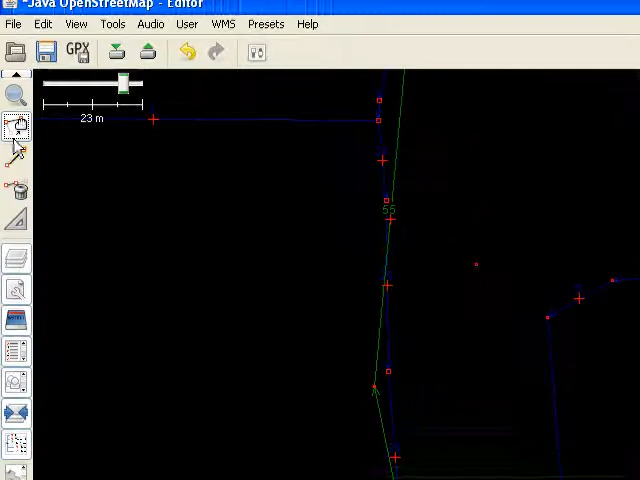 *Java OpenStreetMap - Editor
File Edit View Tools Audio User WMS Presets Help
GPX
23 m
55